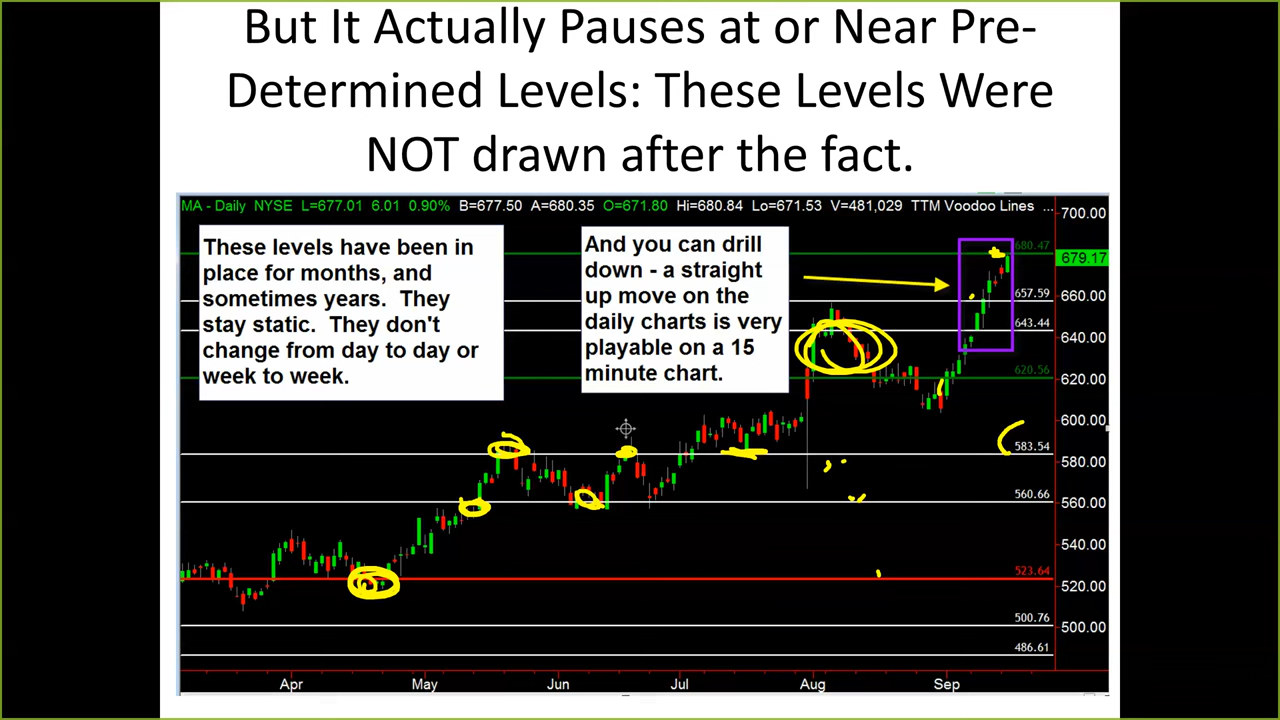 But It Actually Pauses at or Near Pre-
Determined Levels: These Levels Were
NOT drawn after the fact.
MA - Daily NYSE L=677.01 6.01 0.90% B=677.50 A=680.35 O=671.80 Hi=680.84 Lo=671.53 V=481,029 TTM Voodoo Lines ...
These levels have been in
place for months, and
sometimes years. They
stay static. They don't
change from day to day or
week to week.
And you can drill
down - a straight
up move on the
daily charts is very
playable on a 15
minute chart.
700.00
680.47
679.17
657.59
660.00
643.44
640.00
620.56
620.00
600.00
583.54
580.00
560.66
560.00
540.00
523.64
520.00
500.76
500.00
486.61
Apr May Jun Jul Aug Sep